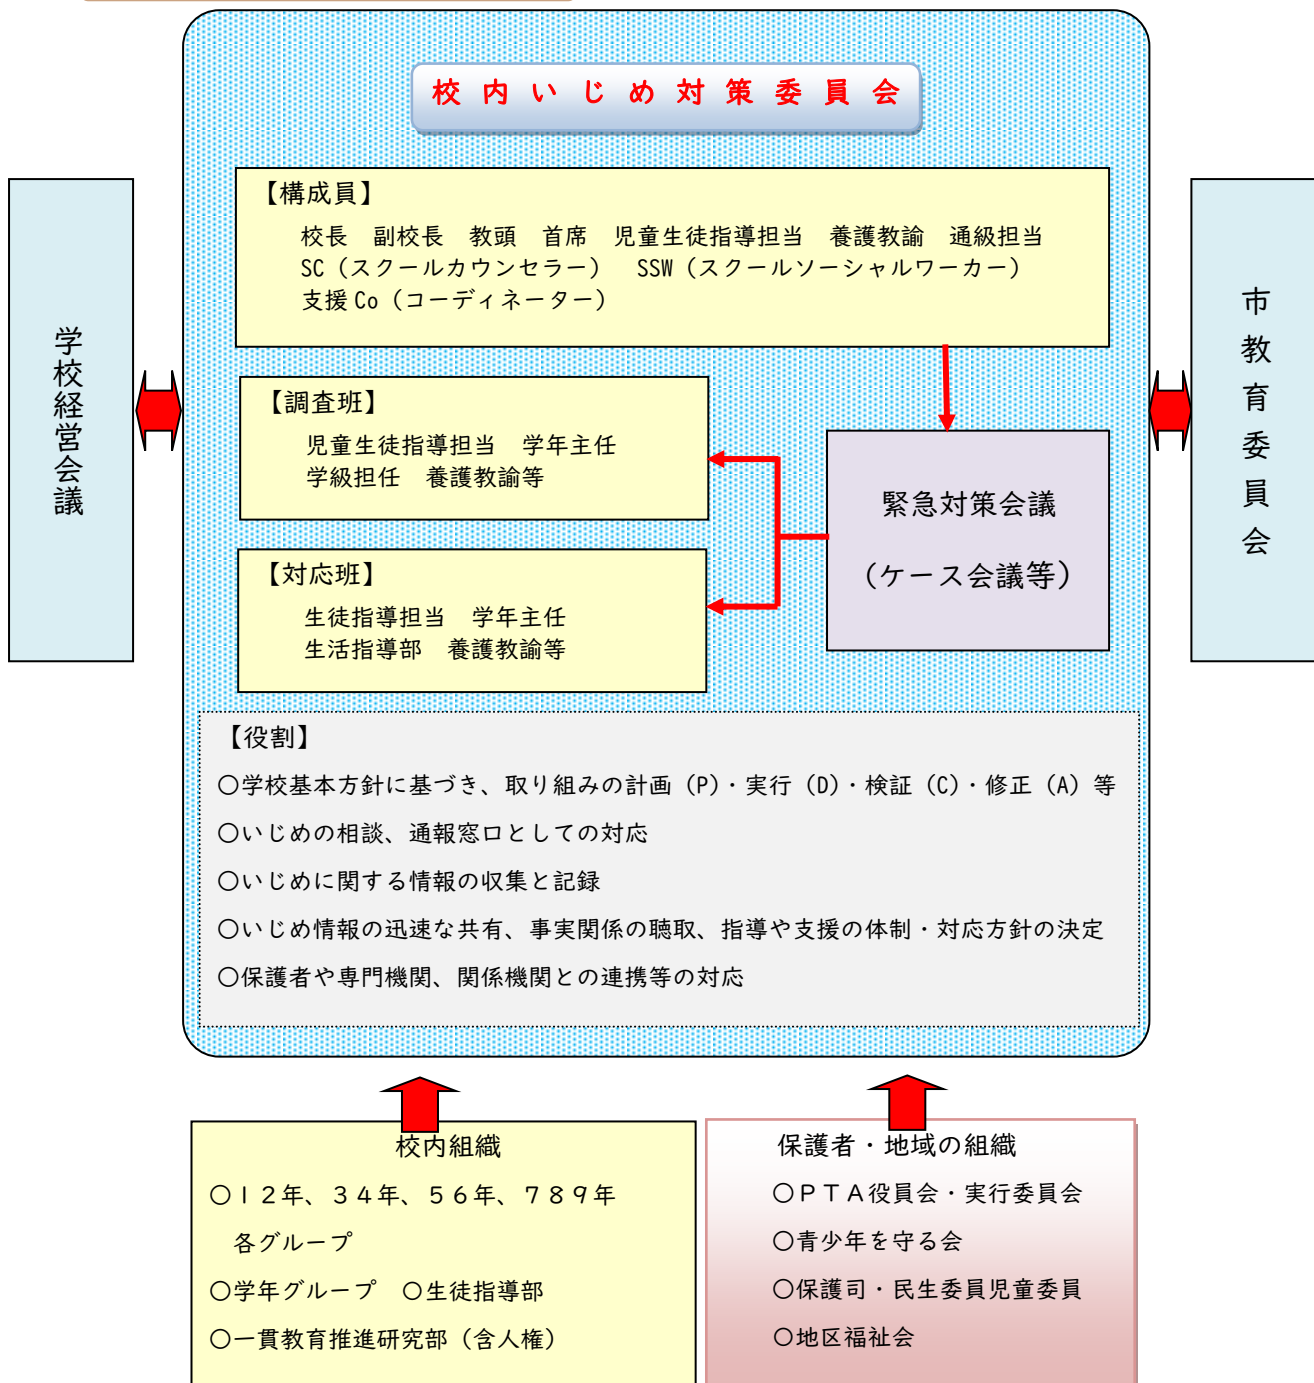 校内いじめ対策委員会
【構成員】
校長　副校長　教頭　首席　児童生徒指導担当　養護教諭　通級担当
SC（スクールカウンセラー）　SSW（スクールソーシャルワーカー）
支援Co（コーディネーター）
学校経営会議
市教育委員会
【調査班】
児童生徒指導担当　学年主任
学級担任　養護教諭等
緊急対策会議
（ケース会議等）
【対応班】
生徒指導担当　学年主任
生活指導部　養護教諭等
【役割】
〇学校基本方針に基づき、取り組みの計画（P）・実行（D）・検証（C）・修正（A）等
〇いじめの相談、通報窓口としての対応
〇いじめに関する情報の収集と記録
〇いじめ情報の迅速な共有、事実関係の聴取、指導や支援の体制・対応方針の決定
〇保護者や専門機関、関係機関との連携等の対応
校内組織
〇１２年、３４年、５６年、７８９年
各グループ
〇学年グループ　〇生徒指導部
〇一貫教育推進研究部（含人権）
保護者・地域の組織
〇ＰＴＡ役員会・実行委員会
〇青少年を守る会
〇保護司・民生委員児童委員
〇地区福祉会